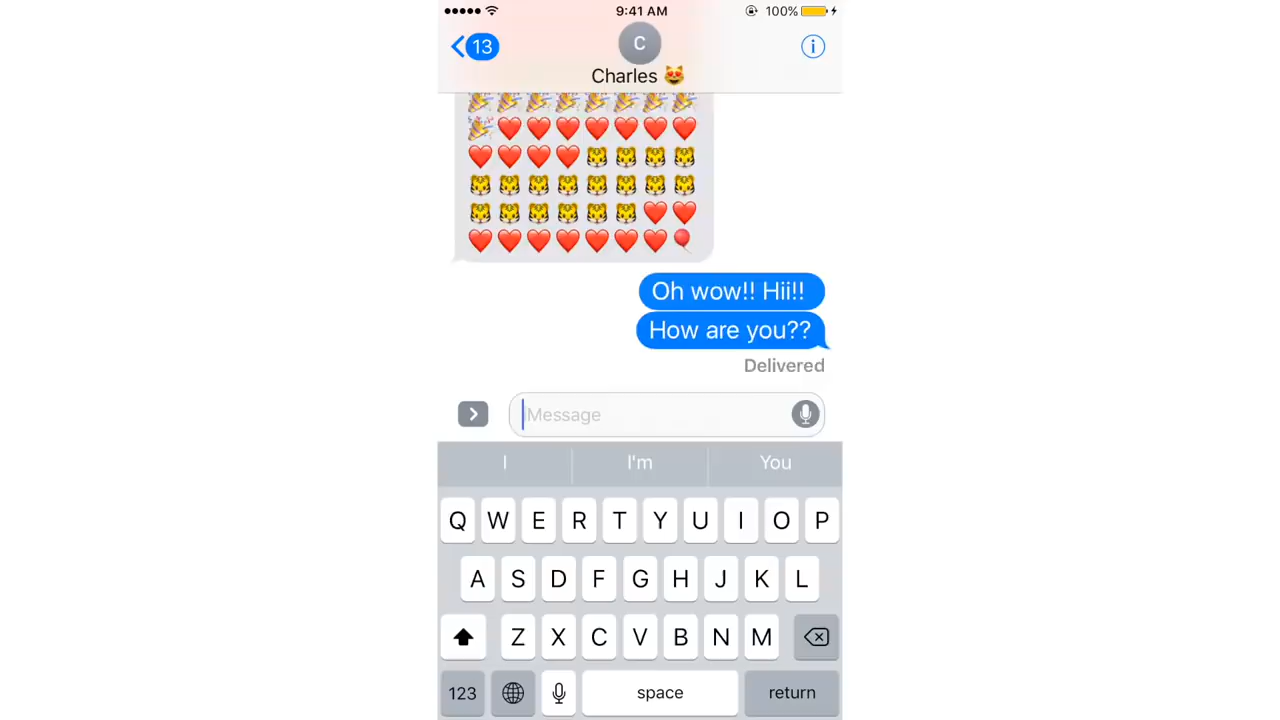 9:41 AM
100%
13
C
Charles 😻
🎉🎉🎉🎉🎉🎉🎉🎉
🎉❤️❤️❤️❤️❤️❤️❤️
❤️❤️❤️❤️🐯🐯🐯🐯
🐯🐯🐯🐯🐯🐯🐯🐯
🐯🐯🐯🐯🐯🐯❤️❤️
❤️❤️❤️❤️❤️❤️❤️🎈
Oh wow!! Hii!!
How are you??
Delivered
Message
I I'm You
Q W E R T Y U I O P
A S D F G H J K L
Z X C V B N M
123 space return